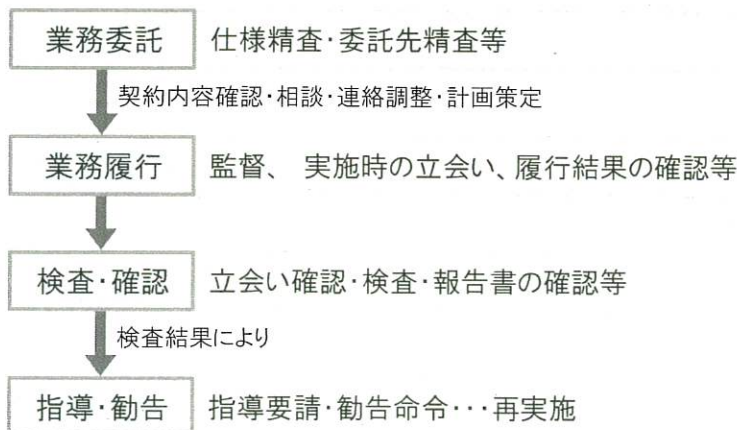 業務委託 仕様精査・委託先精査等
契約内容確認・相談・連絡調整・計画策定
業務履行 監督、 実施時の立会い、履行結果の確認等
検査・確認 立会い確認・検査・報告書の確認等
検査結果により
指導・勧告 指導要請・勧告命令・・・再実施